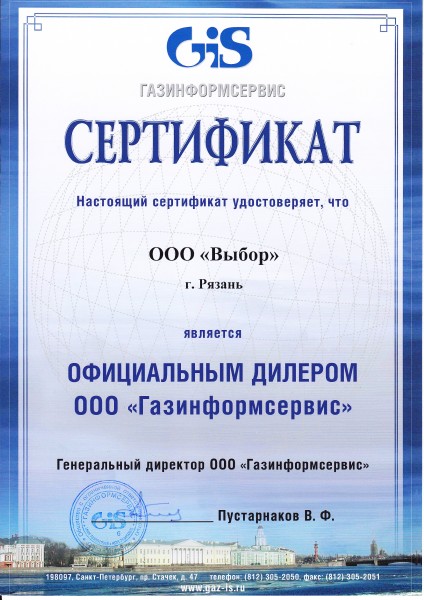 GiS
ГАЗИНФОРМСЕРВИС
СЕРТИФИКАТ
Настоящий сертификат удостоверяет, что
ООО «Выбор»
г. Рязань
является
ОФИЦИАЛЬНЫМ ДИЛЕРОМ
ООО «Газинформсервис»
Генеральный директор ООО «Газинформсервис»
GiS
Пустарнаков В. Ф.
198097, Санкт-Петербург, пр. Стачек, д. 47 телефон: (812) 305-2050, факс: (812) 305-2051
www.gaz-is.ru